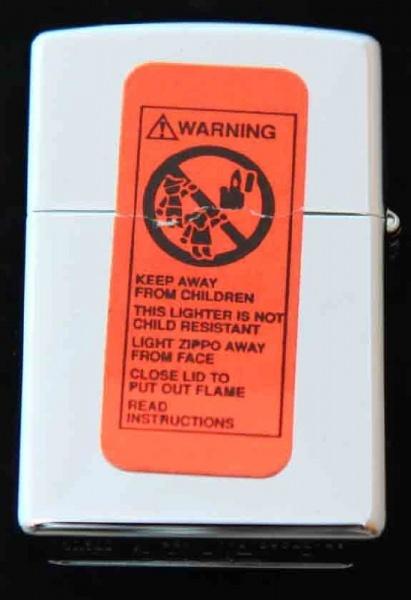 WARNING
KEEP AWAY
FROM CHILDREN
THIS LIGHTER IS NOT
CHILD RESISTANT
LIGHT ZIPPO AWAY
FROM FACE
CLOSE LID TO
PUT OUT FLAME
READ
INSTRUCTIONS